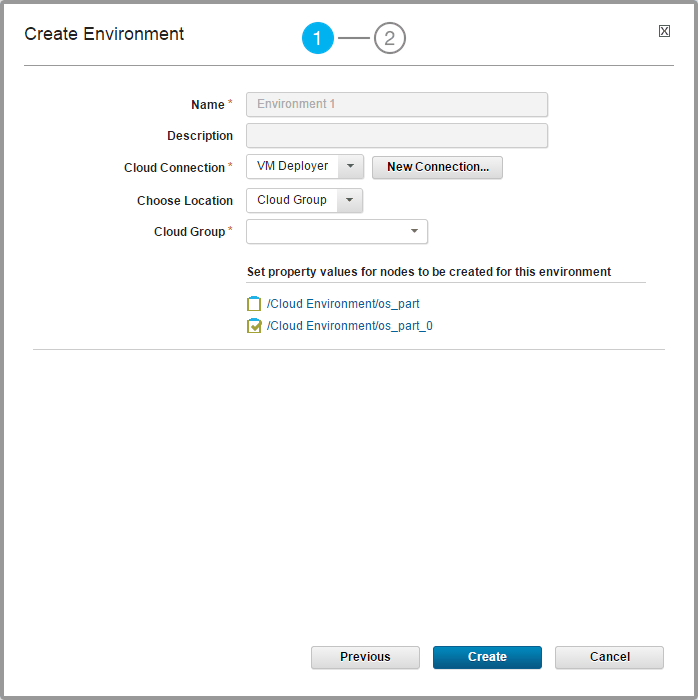 Create Environment
1 2
X
Name * Environment 1
Description
Cloud Connection * VM Deployer New Connection...
Choose Location Cloud Group
Cloud Group *
Set property values for nodes to be created for this environment
/Cloud Environment/os_part
/Cloud Environment/os_part_0
Previous Create Cancel